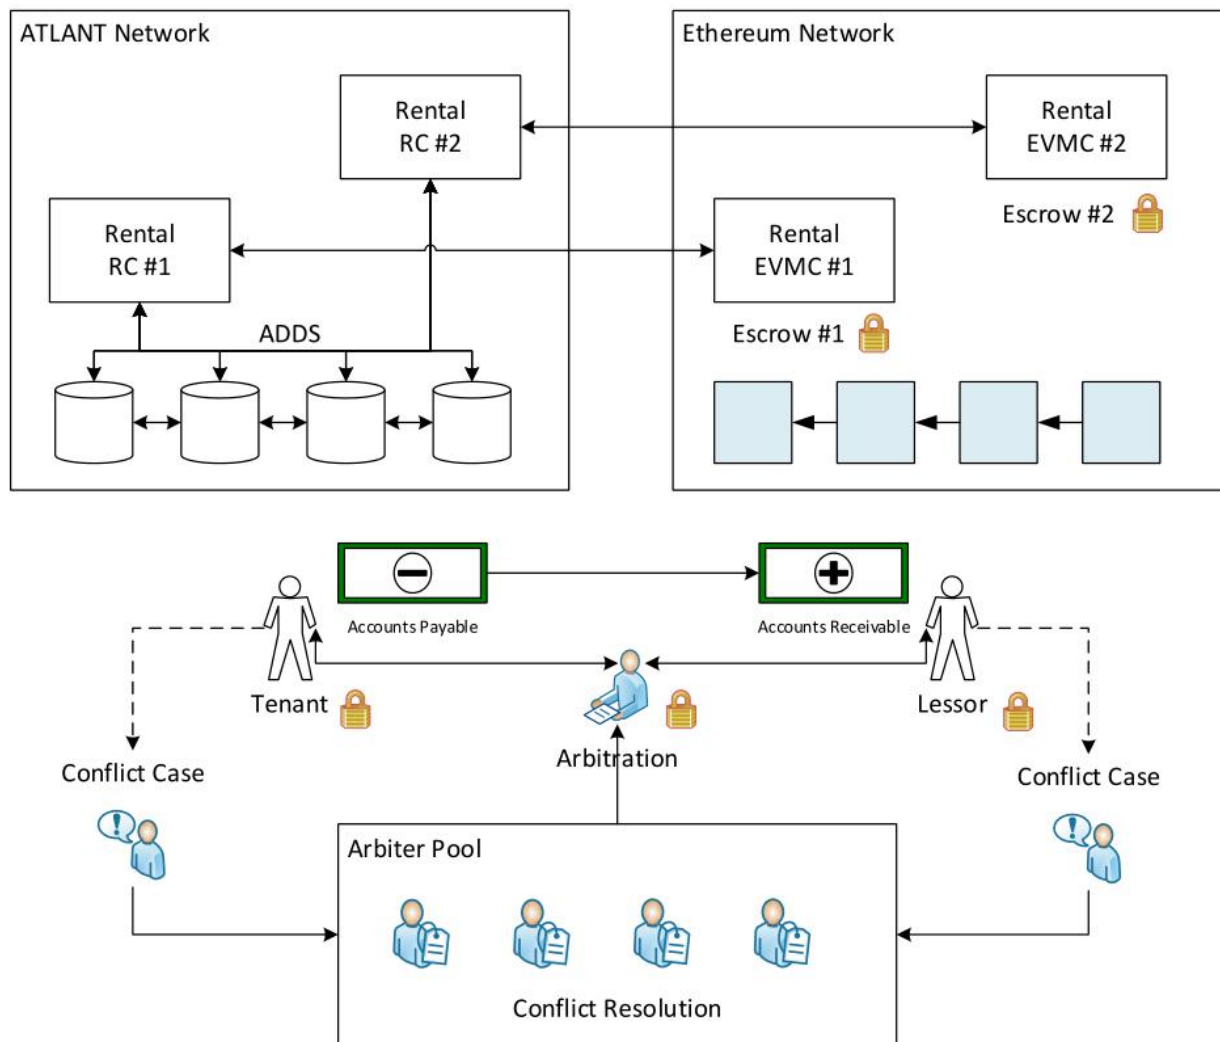 ATLANT Network
Ethereum Network
Rental
RC #2
Rental
EVMC #2
Escrow #2
Rental
RC #1
Rental
EVMC #1
Escrow #1
ADDS
Accounts Payable
Accounts Receivable
Tenant
Lessor
Arbitration
Conflict Case
Conflict Case
Arbiter Pool
Conflict Resolution